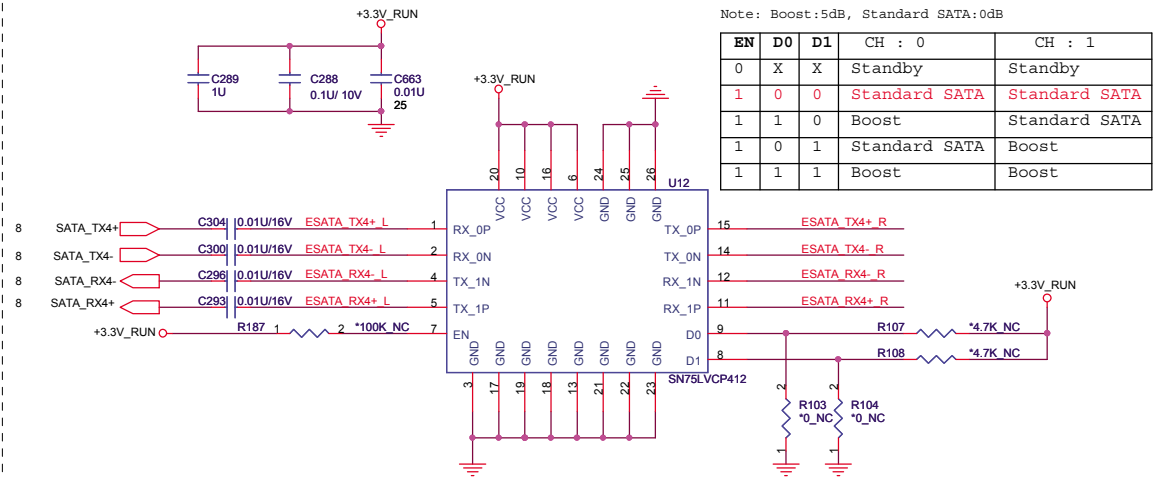 Note: Boost:5dB, Standard SATA:0dB
EN D0 D1 CH : 0 CH : 1
0 X X Standby Standby
1 0 0 Standard SATA Standard SATA
1 1 0 Boost Standard SATA
1 0 1 Standard SATA Boost
1 1 1 Boost Boost
+3.3V_RUN
C289
1U
C288
0.1U/ 10V
C663
0.01U
25
+3.3V_RUN
20 10 16 6 24 25 26
U12
VCC VCC VCC VCC GND GND GND
8 SATA_TX4+ C304 0.01U/16V ESATA_TX4+_L 1 RX_0P
TX_0P 15 ESATA_TX4+_R
8 SATA_TX4- C300 0.01U/16V ESATA_TX4-_L 2 RX_0N
TX_0N 14 ESATA_TX4-_R
8 SATA_RX4- C296 0.01U/16V ESATA_RX4-_L 4 TX_1N
RX_1N 12 ESATA_RX4-_R
8 SATA_RX4+ C293 0.01U/16V ESATA_RX4+_L 5 TX_1P
RX_1P 11 ESATA_RX4+_R
+3.3V_RUN
+3.3V_RUN R187 1 2 *100K_NC 7 EN
D0 9 R107 *4.7K_NC
D1 8 R108 *4.7K_NC
GND GND GND GND GND GND GND GND
SN75LVCP412
3 17 19 18 13 21 22 23
2 R103
*0_NC
1
2 R104
*0_NC
1